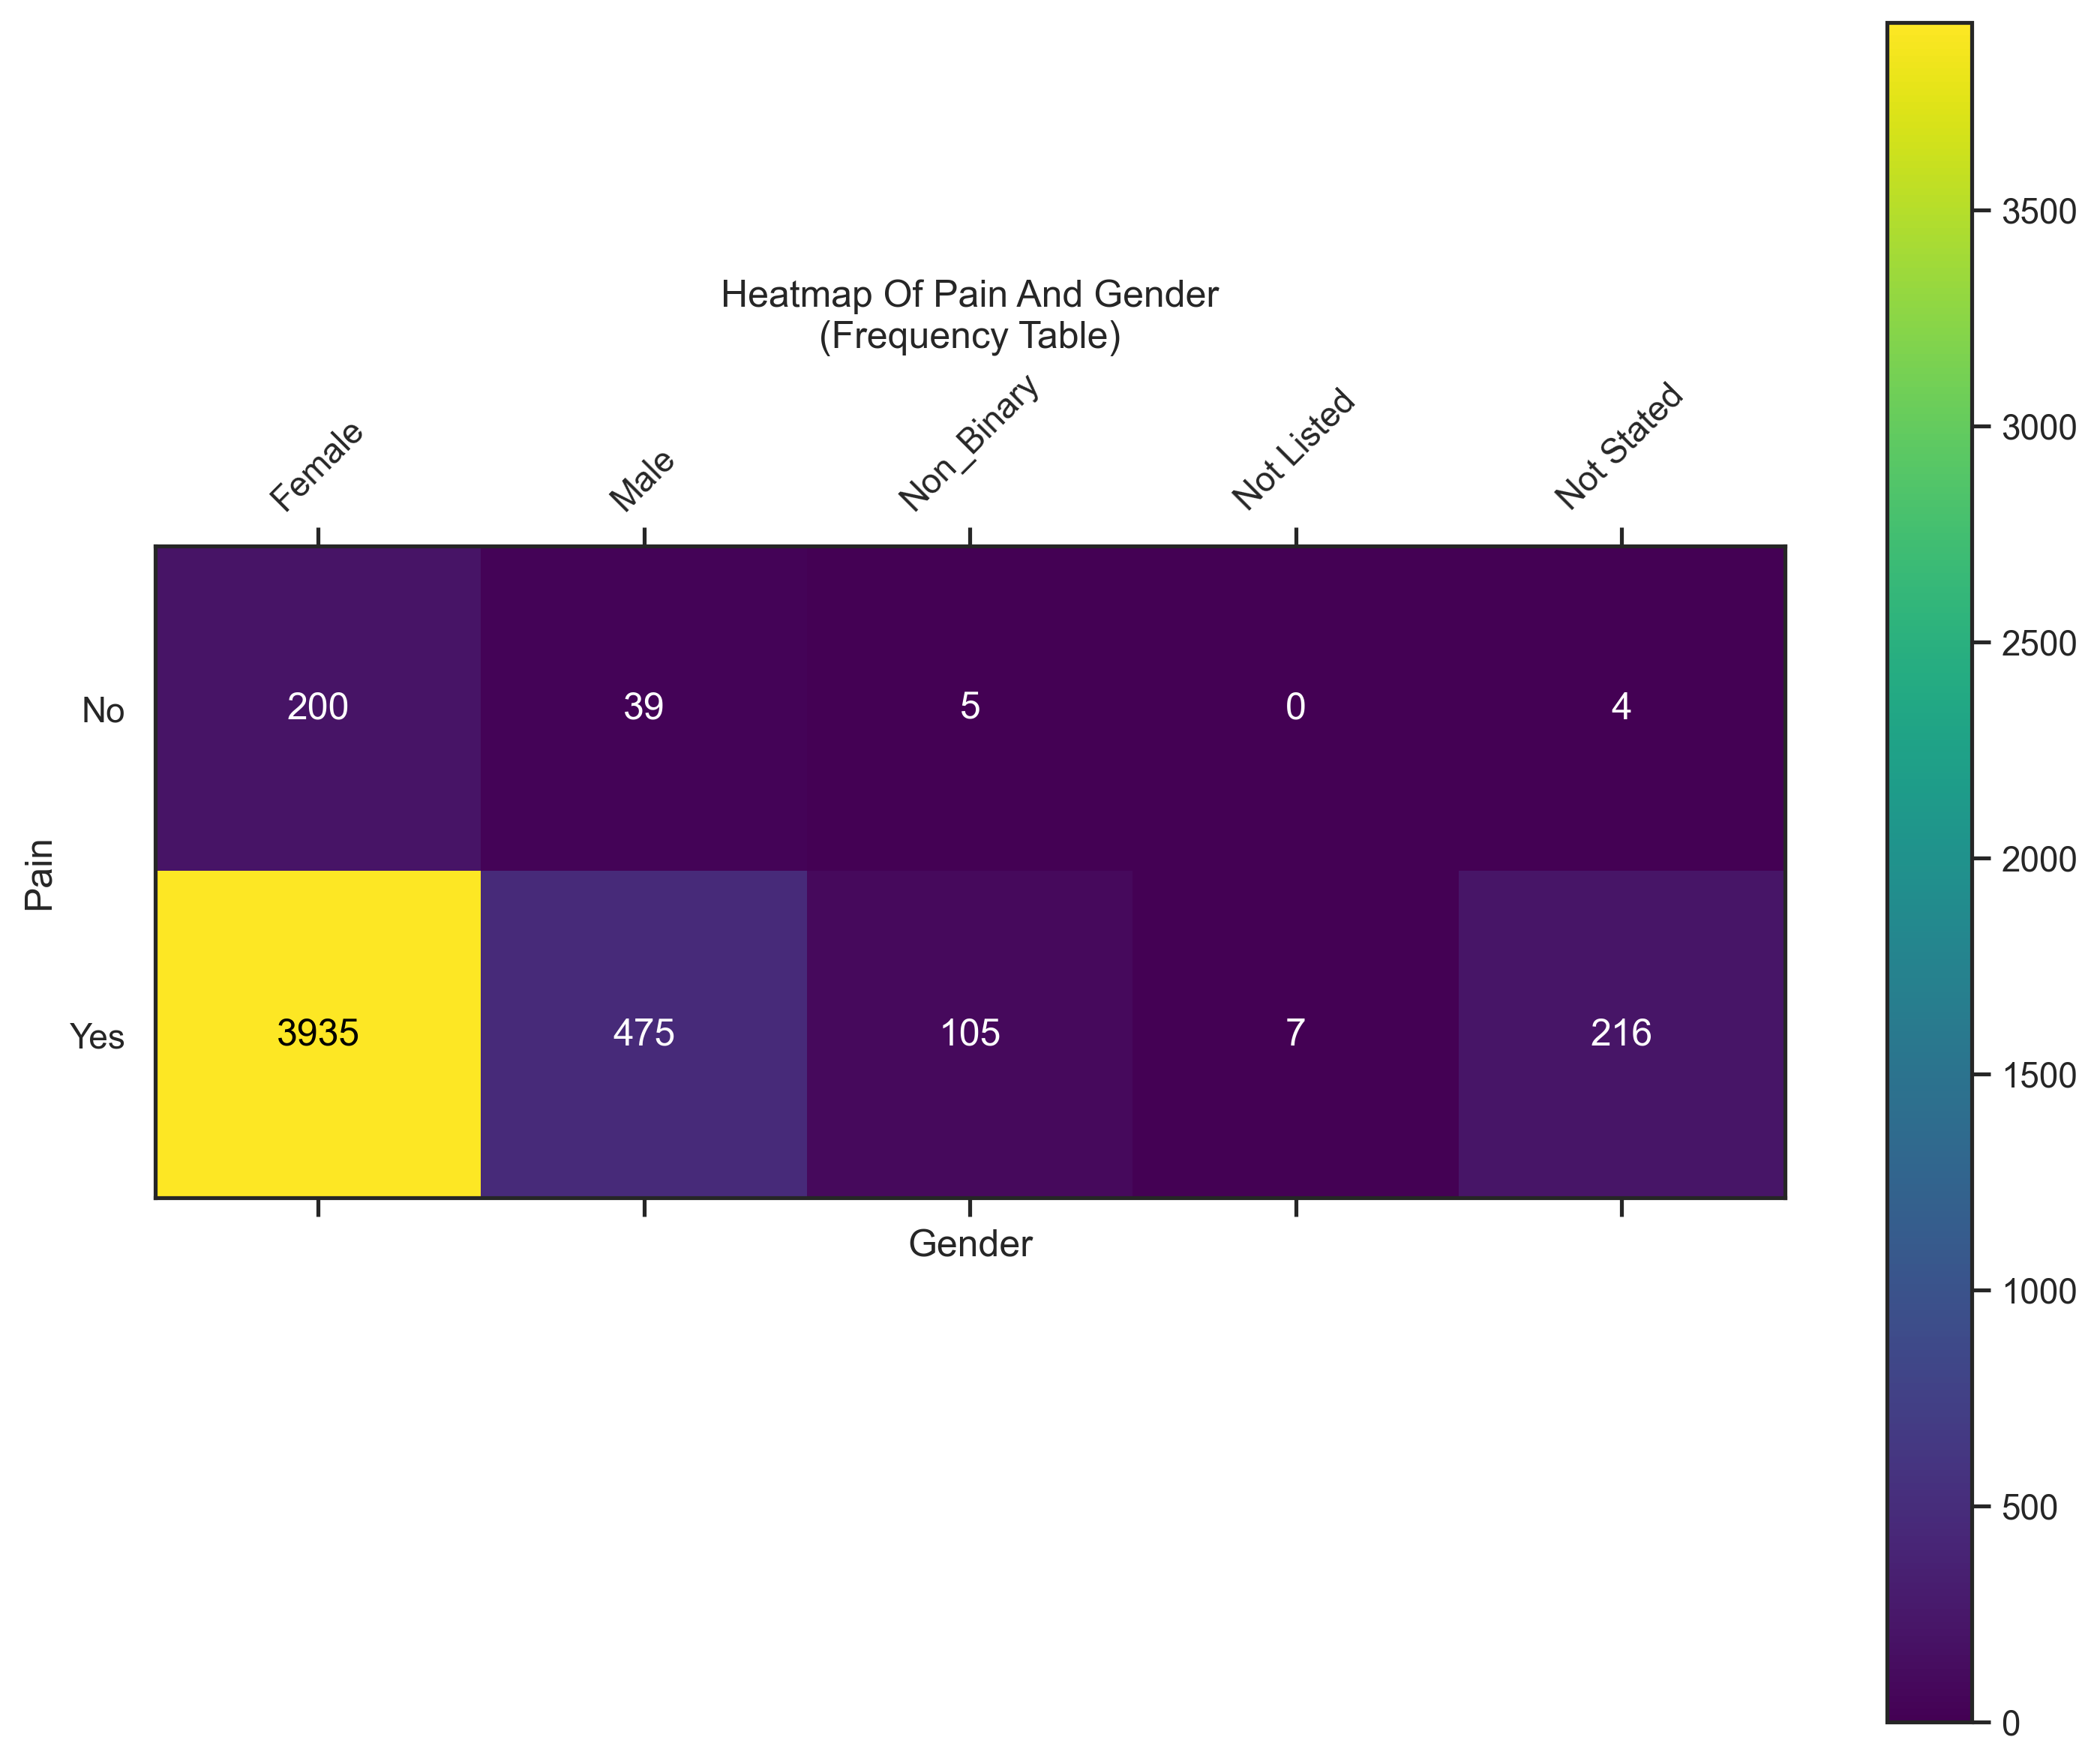 Heatmap Of Pain And Gender
(Frequency Table)
Female
Male
Non_Binary
Not Listed
Not Stated
Pain
No
200
39
5
0
4
Yes
3935
475
105
7
216
Gender
3500
3000
2500
2000
1500
1000
500
0